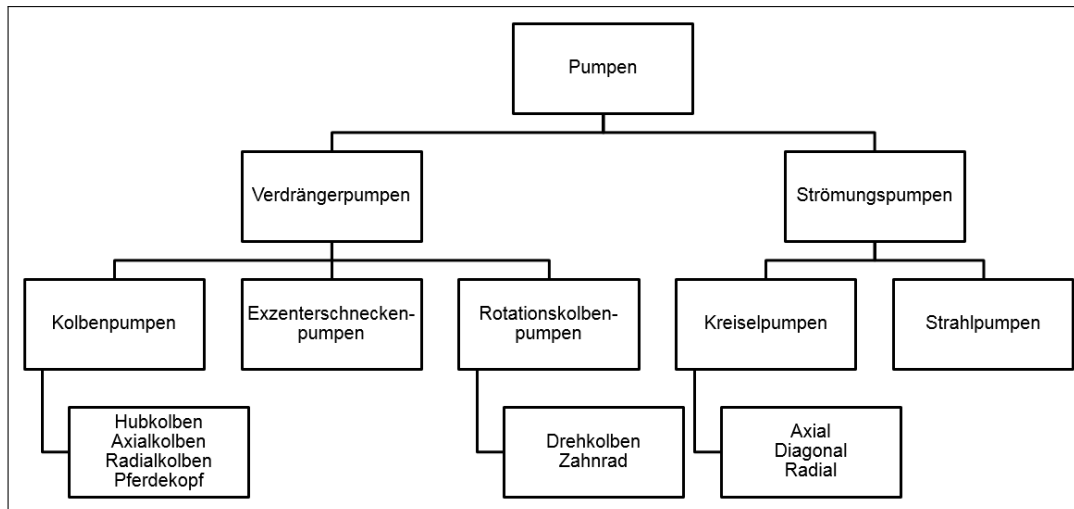 Pumpen
Verdrängerpumpen
Strömungspumpen
Kolbenpumpen
Exzenterschnecken-
pumpen
Rotationskolben-
pumpen
Kreiselpumpen
Strahlpumpen
Hubkolben
Axialkolben
Radialkolben
Pferdekopf
Drehkolben
Zahnrad
Axial
Diagonal
Radial